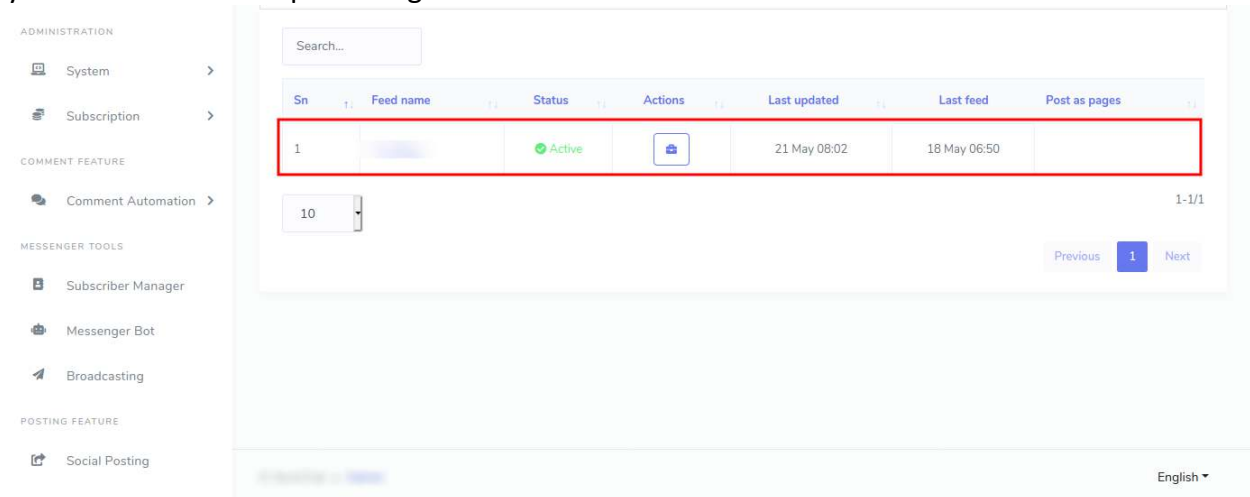 ADMINISTRATION
System
Subscription
COMMENT FEATURE
Comment Automation
MESSENGER TOOLS
Subscriber Manager
Messenger Bot
Broadcasting
POSTING FEATURE
Social Posting
Search...
Sn Feed name Status Actions Last updated Last feed Post as pages
1 Active 21 May 08:02 18 May 06:50
10
1-1/1
Previous 1 Next
English